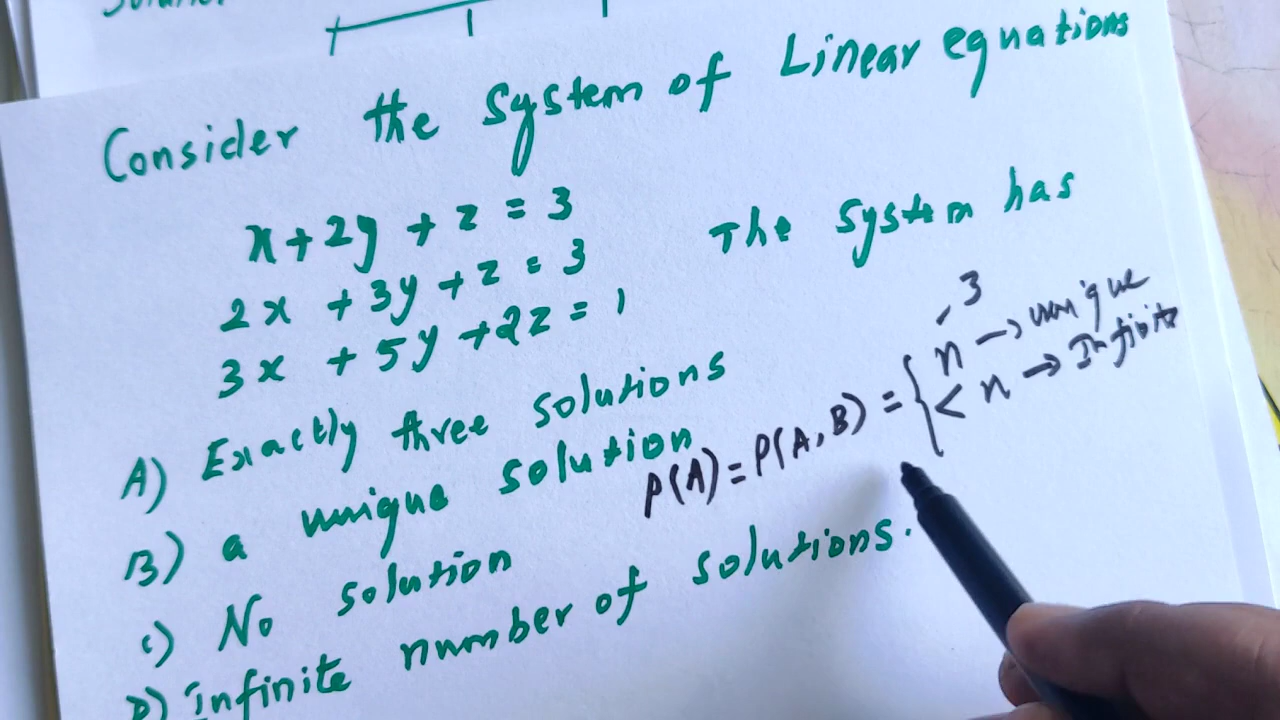 Consider the system of Linear equations
x + 2y + z = 3
2x + 3y + z = 3
3x + 5y + 2z = 1
The system has
A) Exactly three solutions
B) a unique solution
C) No solution
D) Infinite number of solutions.
3
ρ(A) = ρ(A, B) = { n → unique
< n → Infinite